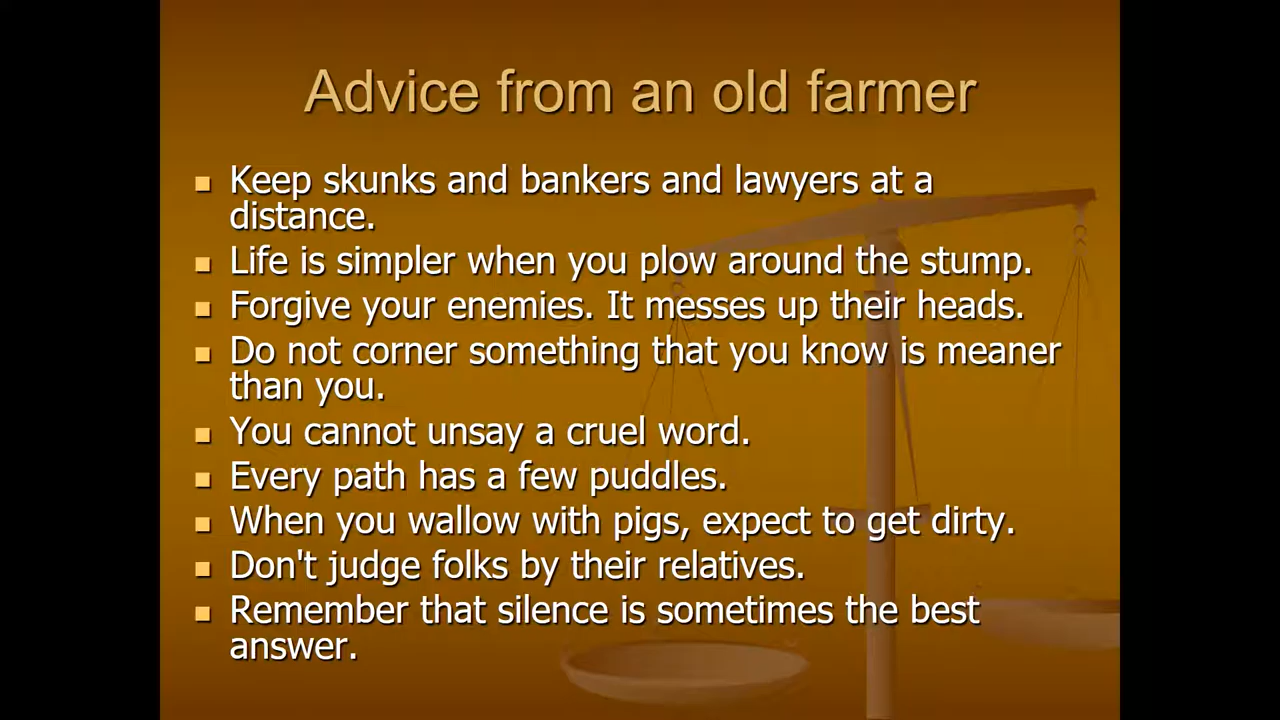 Advice from an old farmer
Keep skunks and bankers and lawyers at a
distance.
Life is simpler when you plow around the stump.
Forgive your enemies. It messes up their heads.
Do not corner something that you know is meaner
than you.
You cannot unsay a cruel word.
Every path has a few puddles.
When you wallow with pigs, expect to get dirty.
Don't judge folks by their relatives.
Remember that silence is sometimes the best
answer.